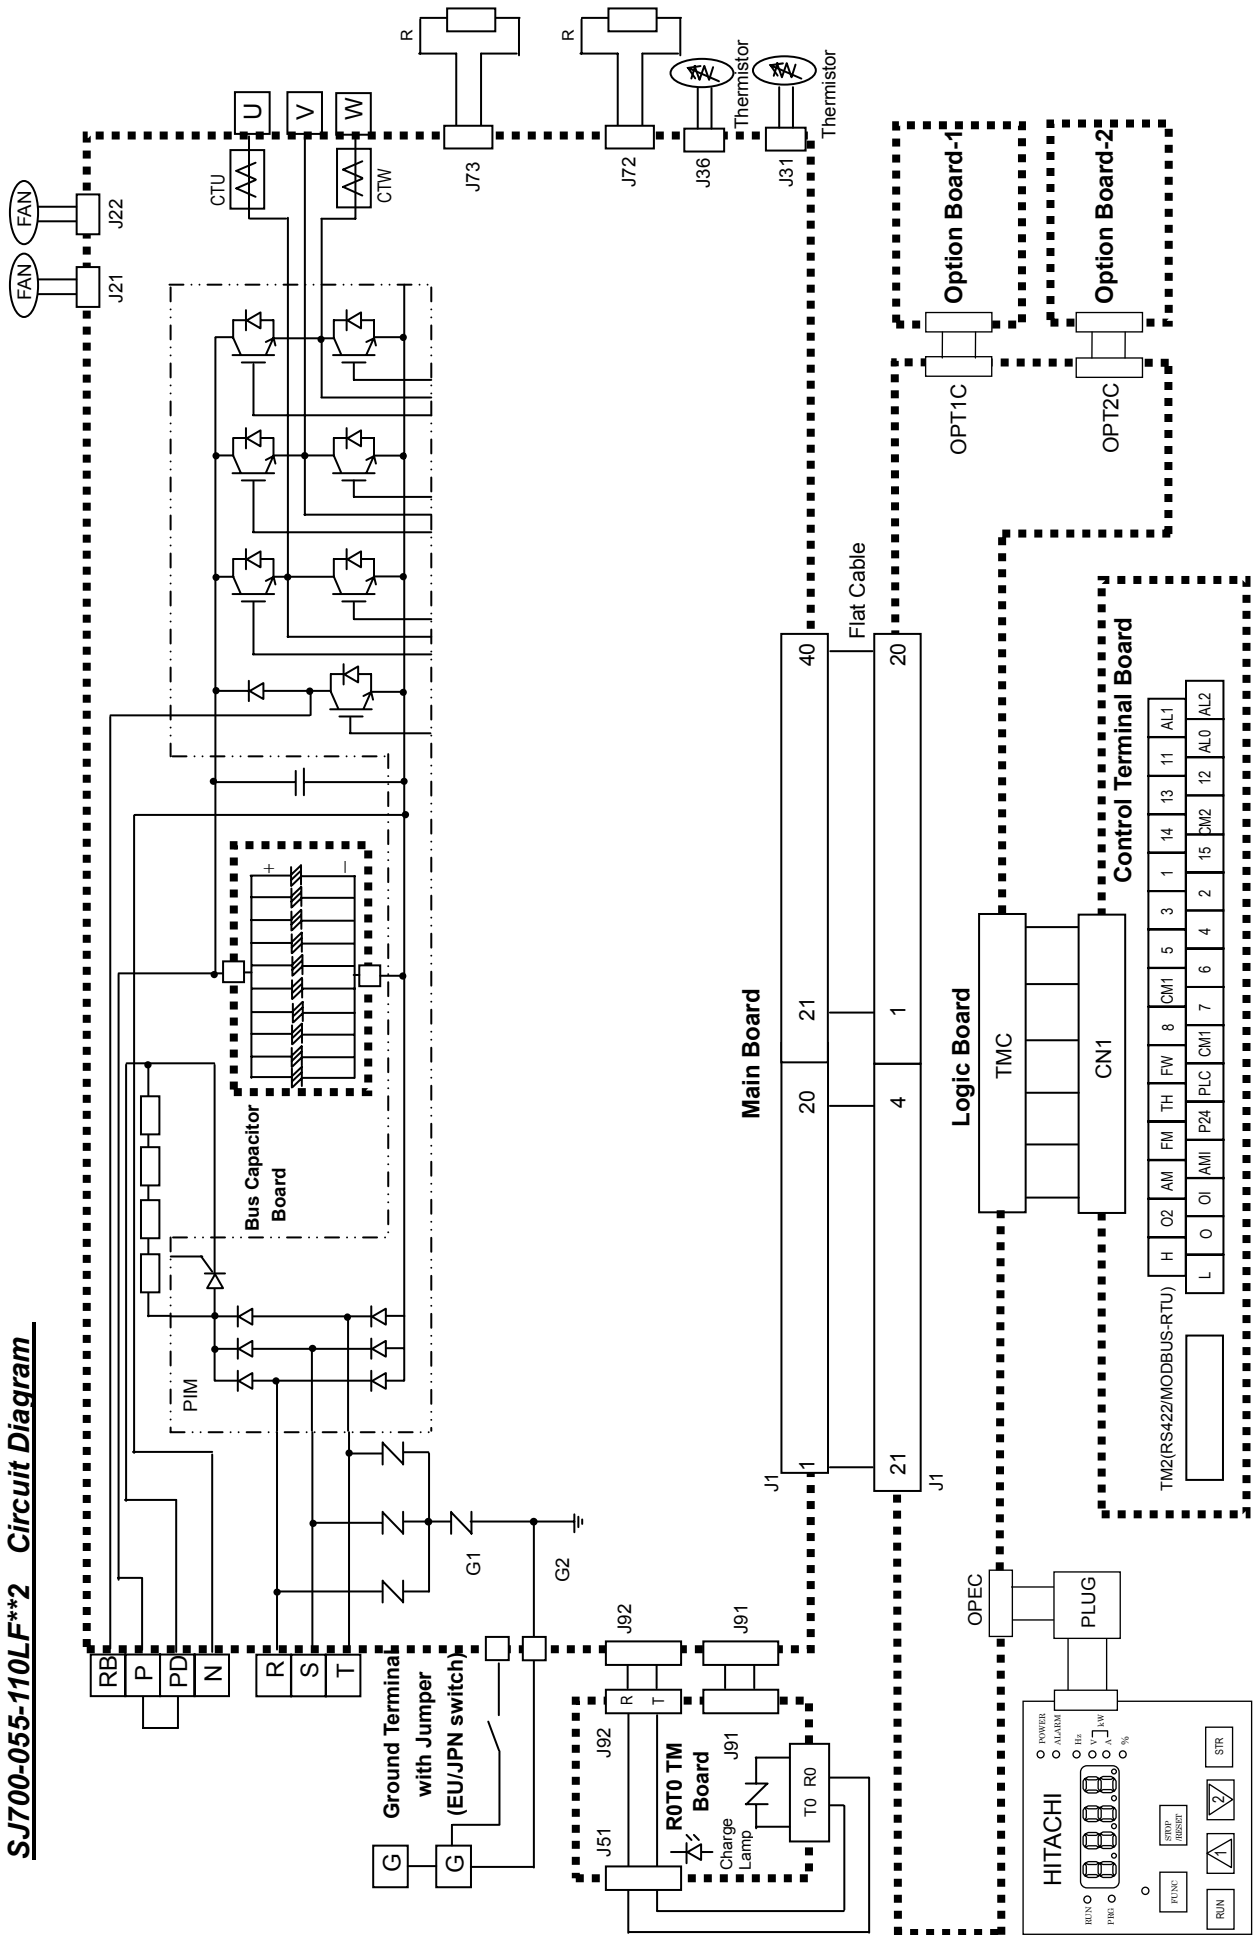 SJ700-055-110LF**2 Circuit Diagram
FAN
FAN
J21
J22
RB
P
PD
N
R
S
T
PIM
Bus Capacitor
Board
+
−
CTU
CTW
U
V
W
R
J73
R
J72
J36
Thermistor
J31
Thermistor
G1
G2
Ground Terminal
with Jumper
(EU/JPN switch)
G
G
J92
J91
J51
J92
R
T
J91
R0T0 TM
Board
Charge
Lamp
T0 R0
Main Board
J1
1
20
21
40
Flat Cable
J1
21
4
1
20
Option Board-1
OPT1C
Option Board-2
OPT2C
Logic Board
TMC
CN1
Control Terminal Board
H O2 AM FM TH FW 8 CM1 5 3 1 14 13 11 AL1
L O OI AMI P24 PLC CM1 7 6 4 2 15 CM2 12 AL0 AL2
TM2(RS422/MODBUS-RTU)
OPEC
PLUG
HITACHI
POWER
ALARM
Hz
V
A
kW
%
RUN
PRG
8888
FUNC
STOP
/RESET
RUN
1
2
STR